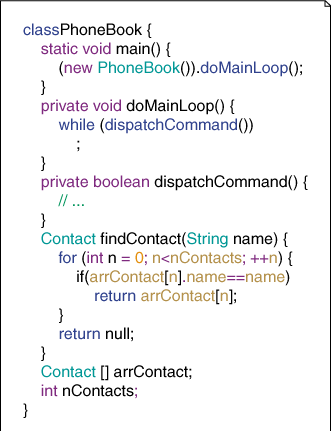 classPhoneBook {
static void main() {
(new PhoneBook()).doMainLoop();
}
private void doMainLoop() {
while (dispatchCommand())
;
}
private boolean dispatchCommand() {
// ...
}
Contact findContact(String name) {
for (int n = 0; n<nContacts; ++n) {
if(arrContact[n].name==name)
return arrContact[n];
}
return null;
}
Contact [] arrContact;
int nContacts;
}